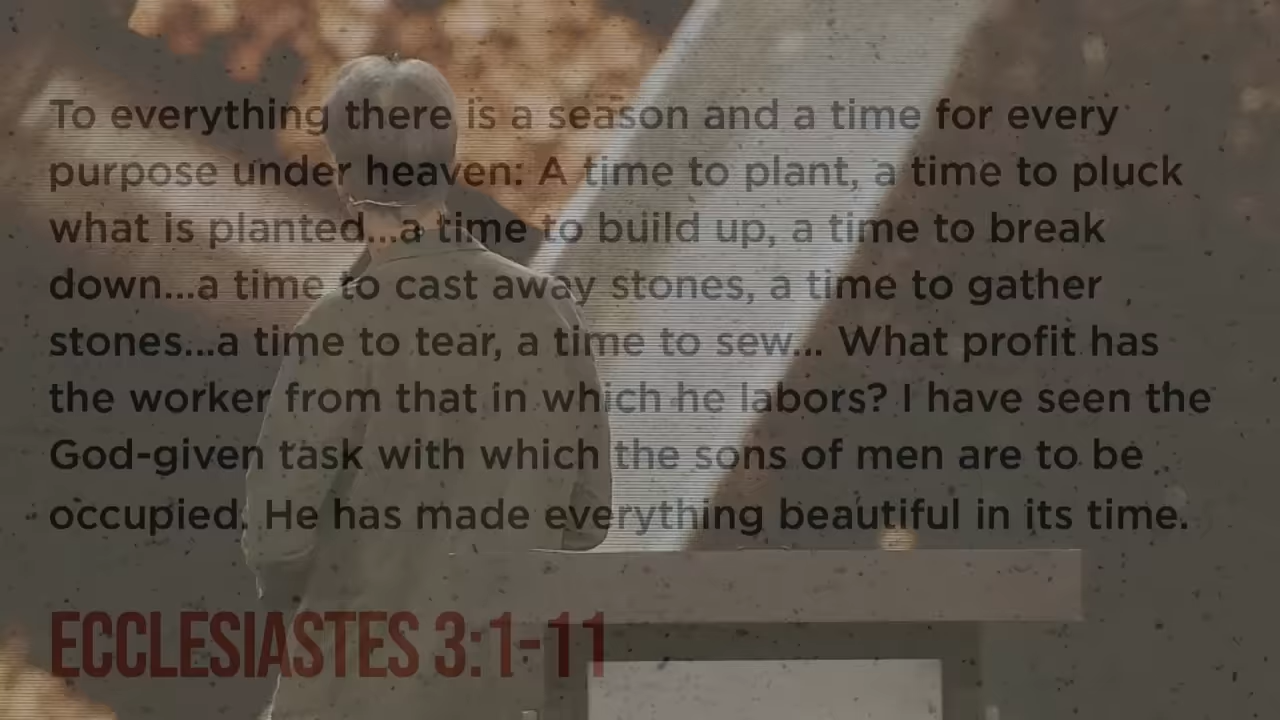 To everything there is a season and a time for every
purpose under heaven: A time to plant, a time to pluck
what is planted...a time to build up, a time to break
down...a time to cast away stones, a time to gather
stones...a time to tear, a time to sew... What profit has
the worker from that in which he labors? I have seen the
God-given task with which the sons of men are to be
occupied. He has made everything beautiful in its time.
ECCLESIASTES 3:1-11